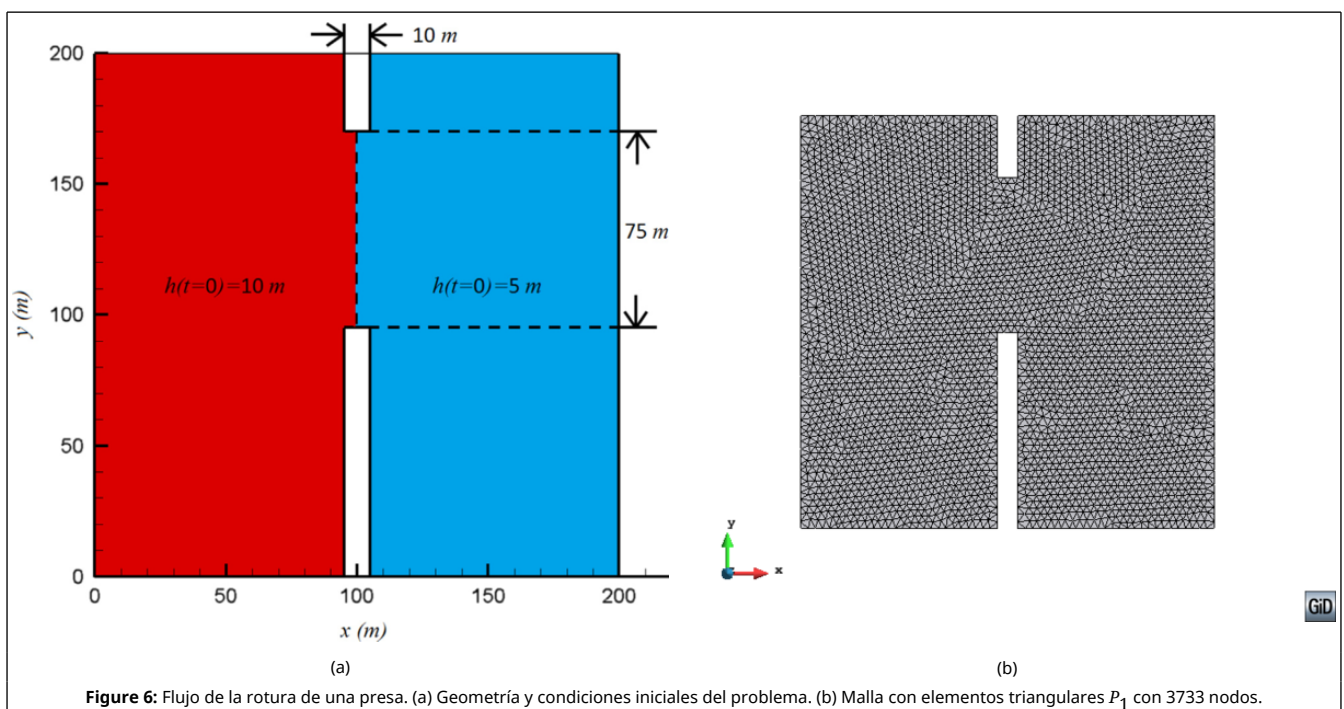 10 m
200
150
100
50
0
y (m)
h(t=0)=10 m
h(t=0)=5 m
75 m
0
50
100
150
200
x (m)
y
x
GiD
(a)
(b)
Figure 6: Flujo de la rotura de una presa. (a) Geometría y condiciones iniciales del problema. (b) Malla con elementos triangulares P1 con 3733 nodos.